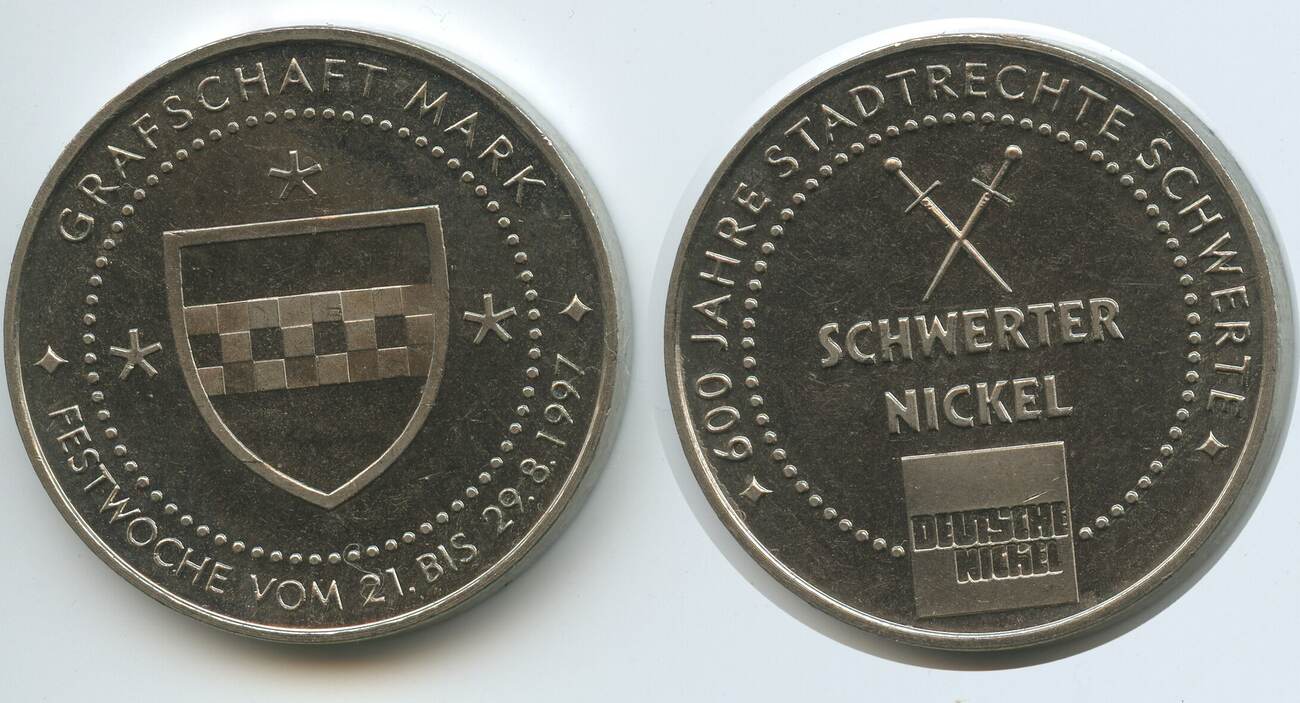 GRAFSCHAFT MARK
FESTWOCHE VOM 21. BIS 29.8.1997
600 JAHRE STADTRECHTE SCHWERTE
SCHWERTER
NICKEL
DEUTSCHE
NICKEL